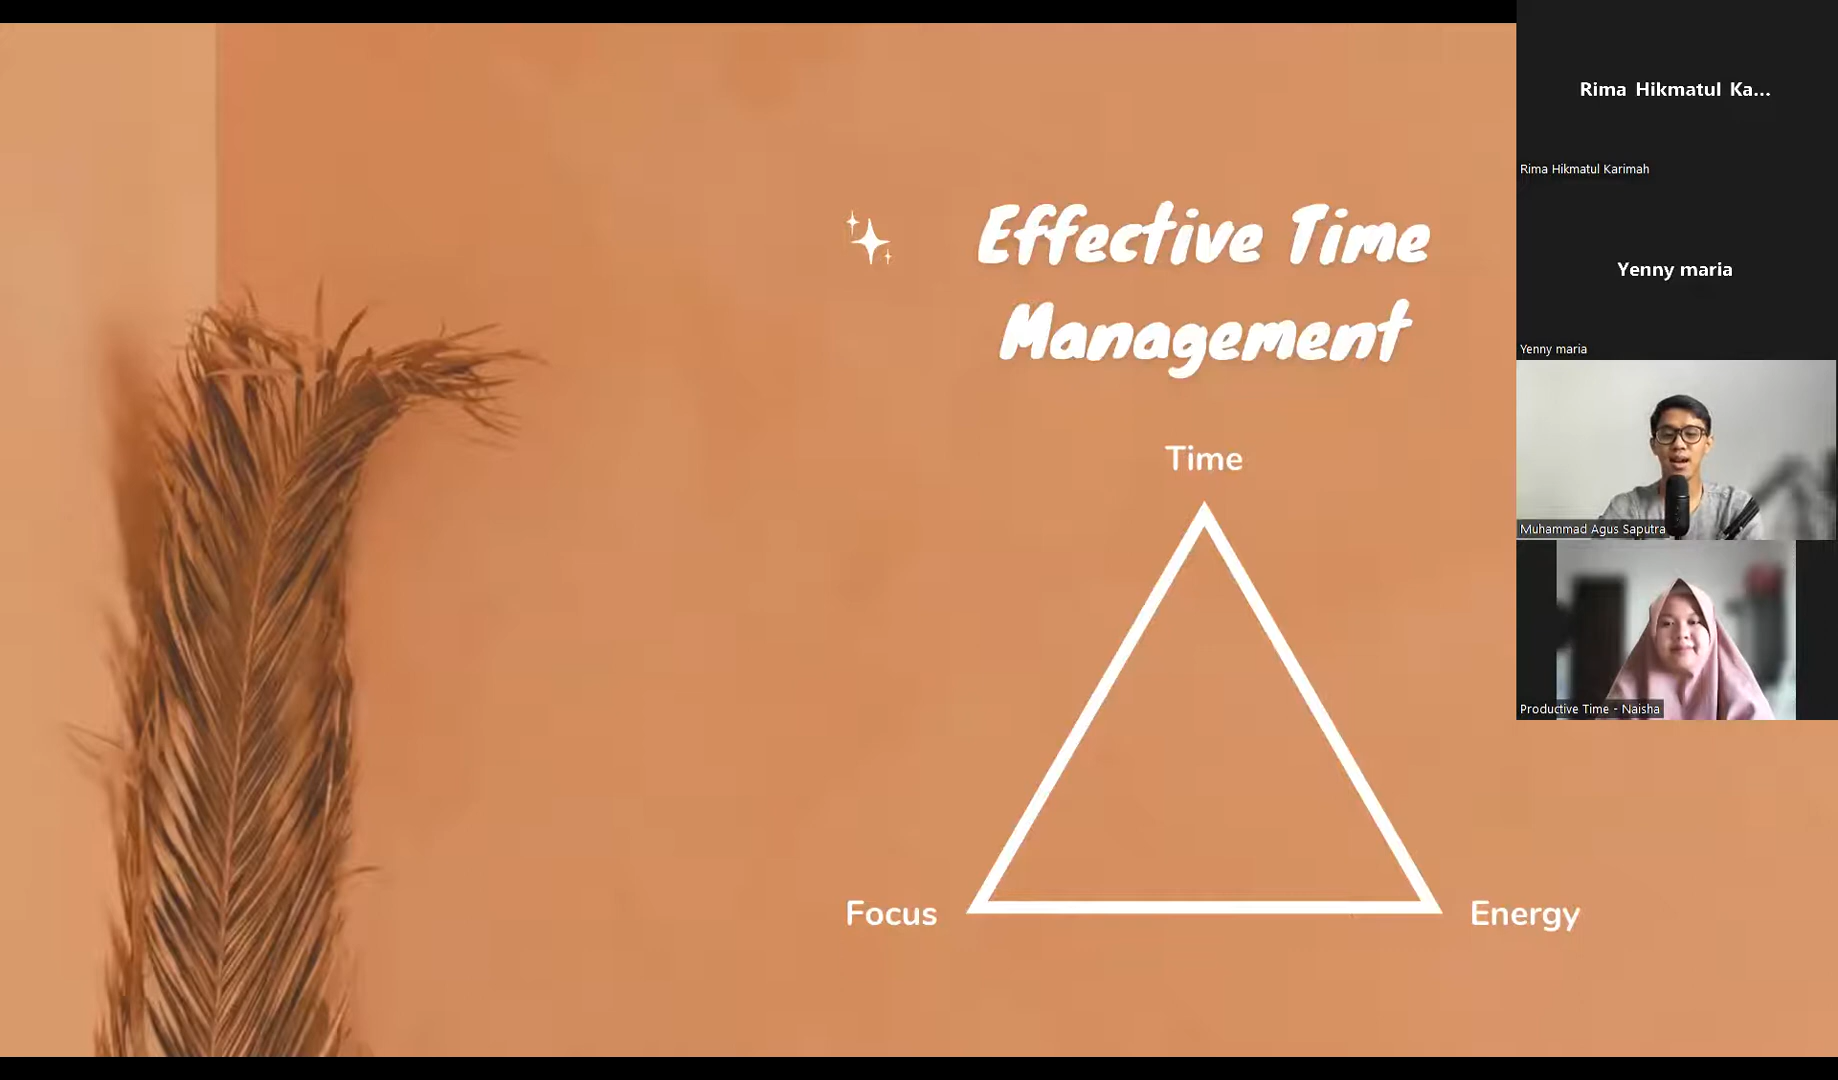 Effective Time
Management
Time
Focus
Energy
Rima Hikmatul Ka...
Rima Hikmatul Karimah
Yenny maria
Yenny maria
Muhammad Agus Saputra
Productive Time - Naisha